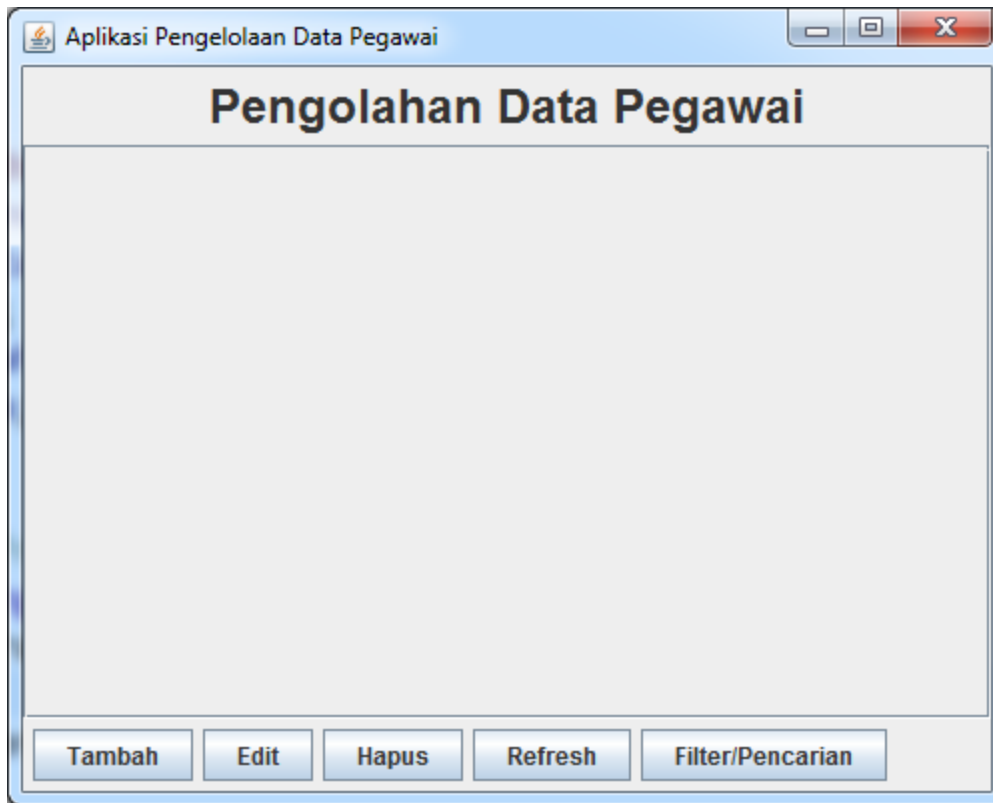 Aplikasi Pengelolaan Data Pegawai
Pengolahan Data Pegawai
Tambah Edit Hapus Refresh Filter/Pencarian